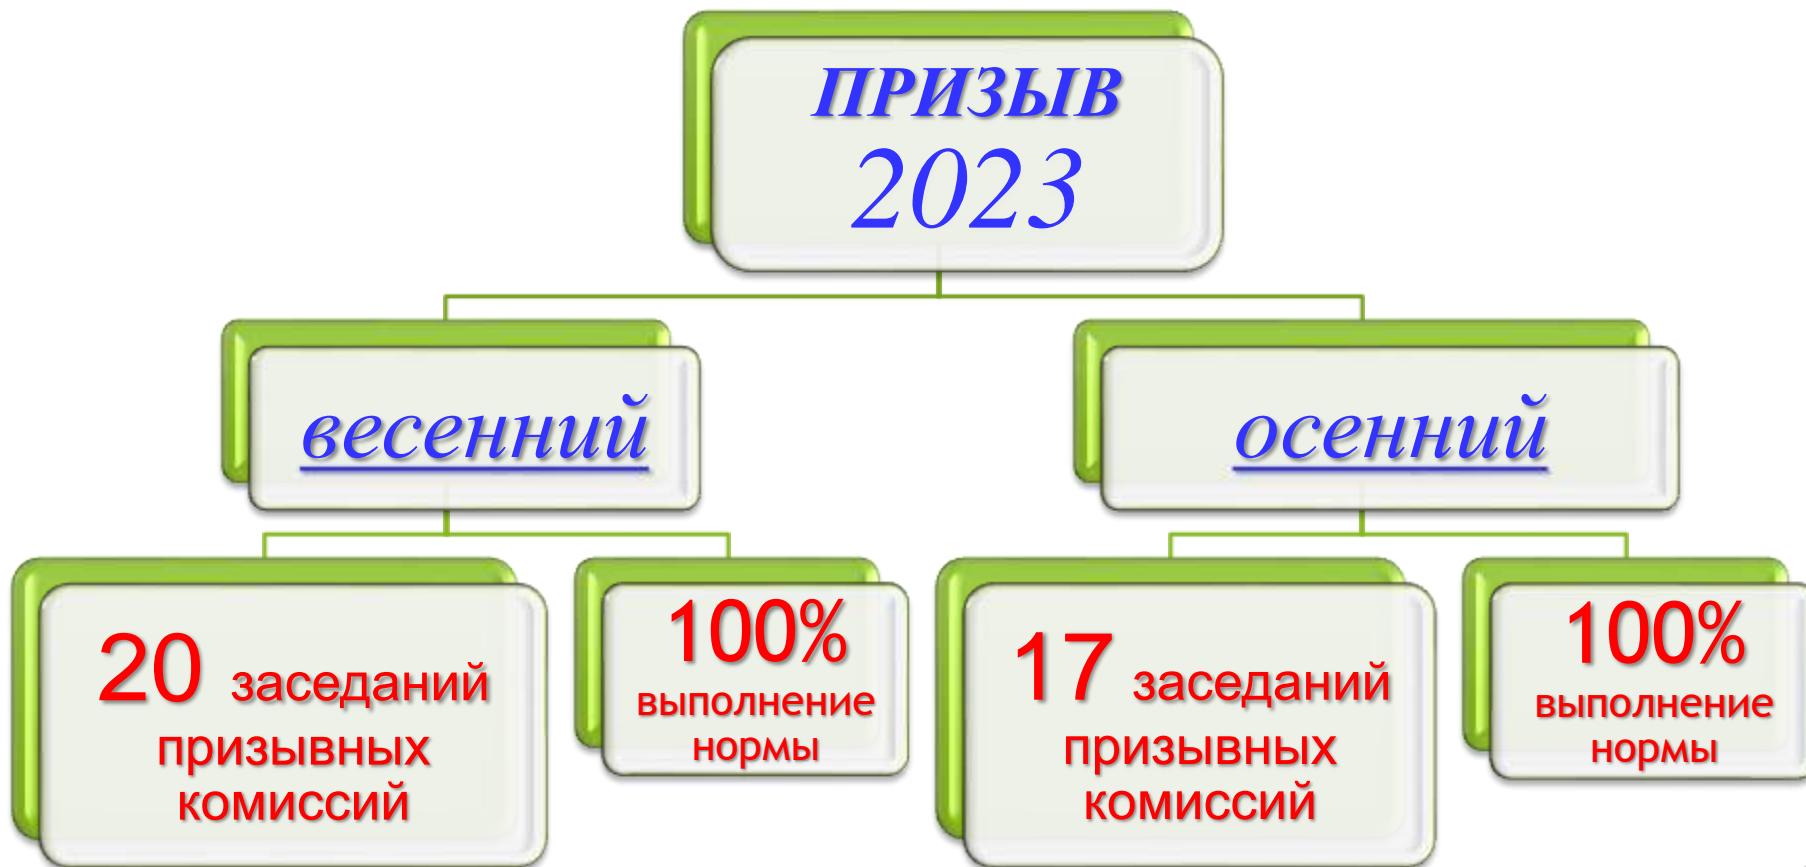 ПРИЗЫВ
2023
весенний
осенний
20 заседаний
призывных
комиссий
100%
выполнение
нормы
17 заседаний
призывных
комиссий
100%
выполнение
нормы